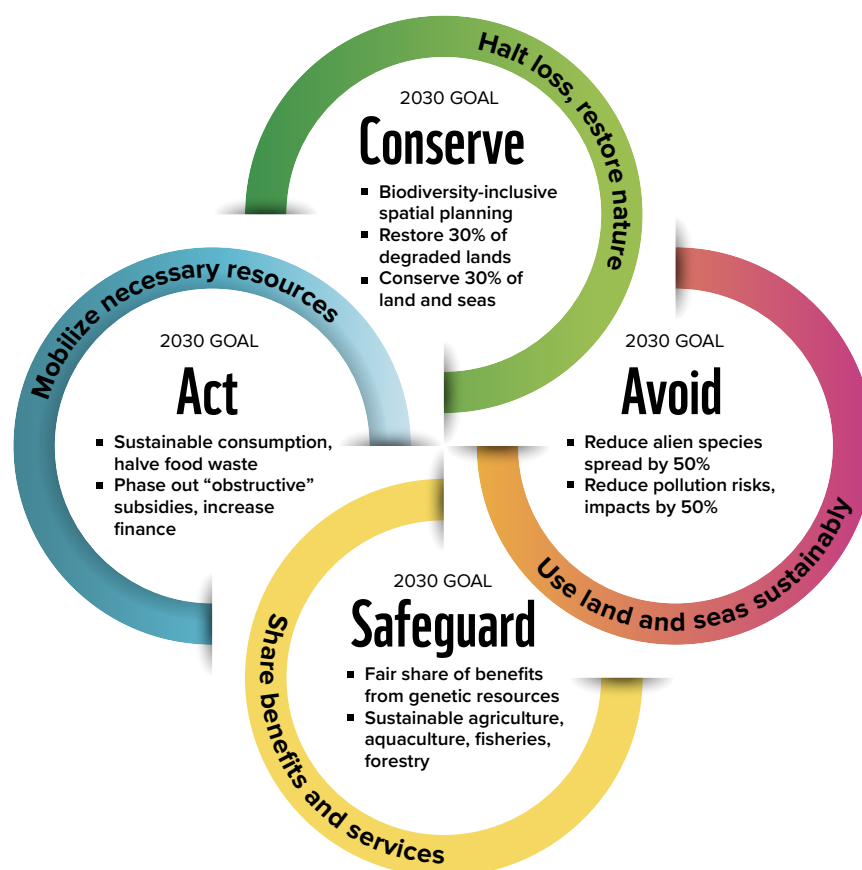 Halt loss, restore nature
2030 GOAL
Conserve
▪ Biodiversity-inclusive
spatial planning
▪ Restore 30% of
degraded lands
▪ Conserve 30% of
land and seas
Mobilize necessary resources
2030 GOAL
Act
▪ Sustainable consumption,
halve food waste
▪ Phase out “obstructive”
subsidies, increase
finance
2030 GOAL
Avoid
▪ Reduce alien species
spread by 50%
▪ Reduce pollution risks,
impacts by 50%
Use land and seas sustainably
2030 GOAL
Safeguard
▪ Fair share of benefits
from genetic resources
▪ Sustainable agriculture,
aquaculture, fisheries,
forestry
Share benefits and services